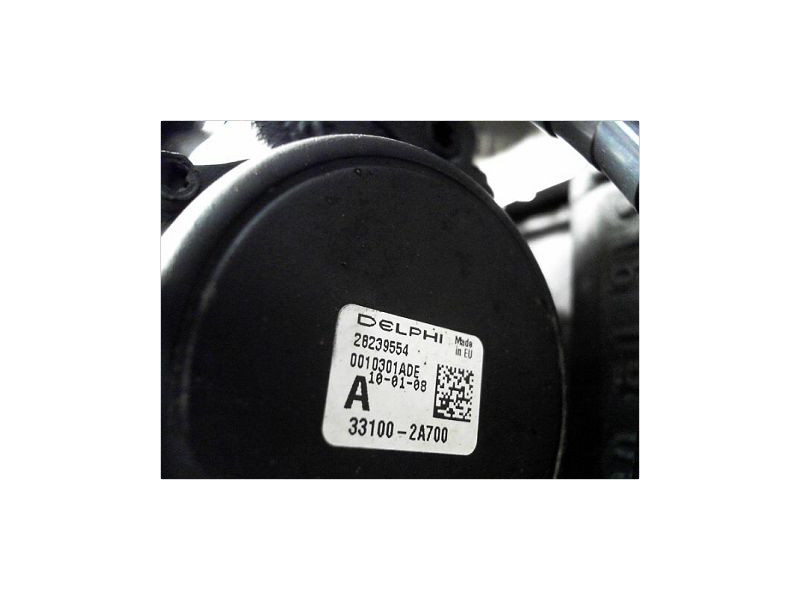 DELPHI
Made in EU
28239554
0010301ADE
10-01-08
A
33100-2A700